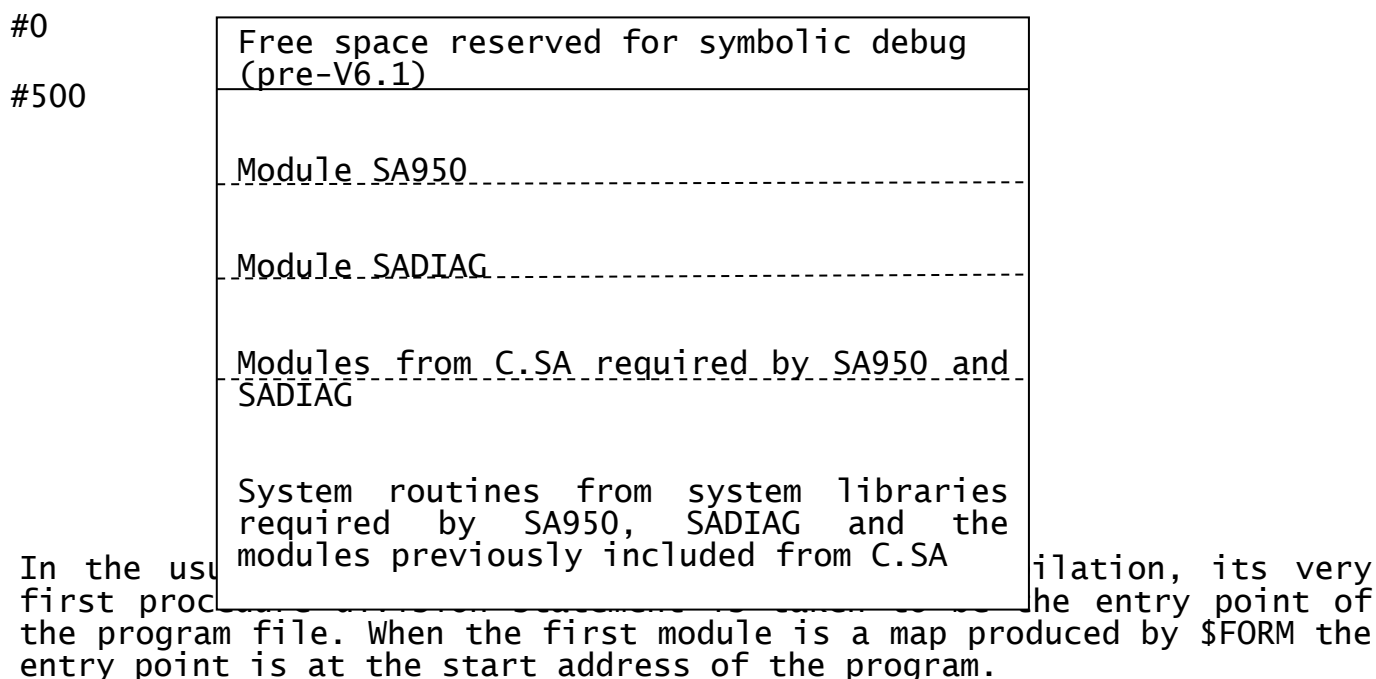 #0
Free space reserved for symbolic debug
(pre-V6.1)
#500
Module SA950
Module SADIAG
Modules from C.SA required by SA950 and
SADIAG
System routines from system libraries
required by SA950, SADIAG and the
modules previously included from C.SA
In the ilation, its very
first the entry point of
the program file. When the first module is a map produced by $FORM the
entry point is at the start address of the program.